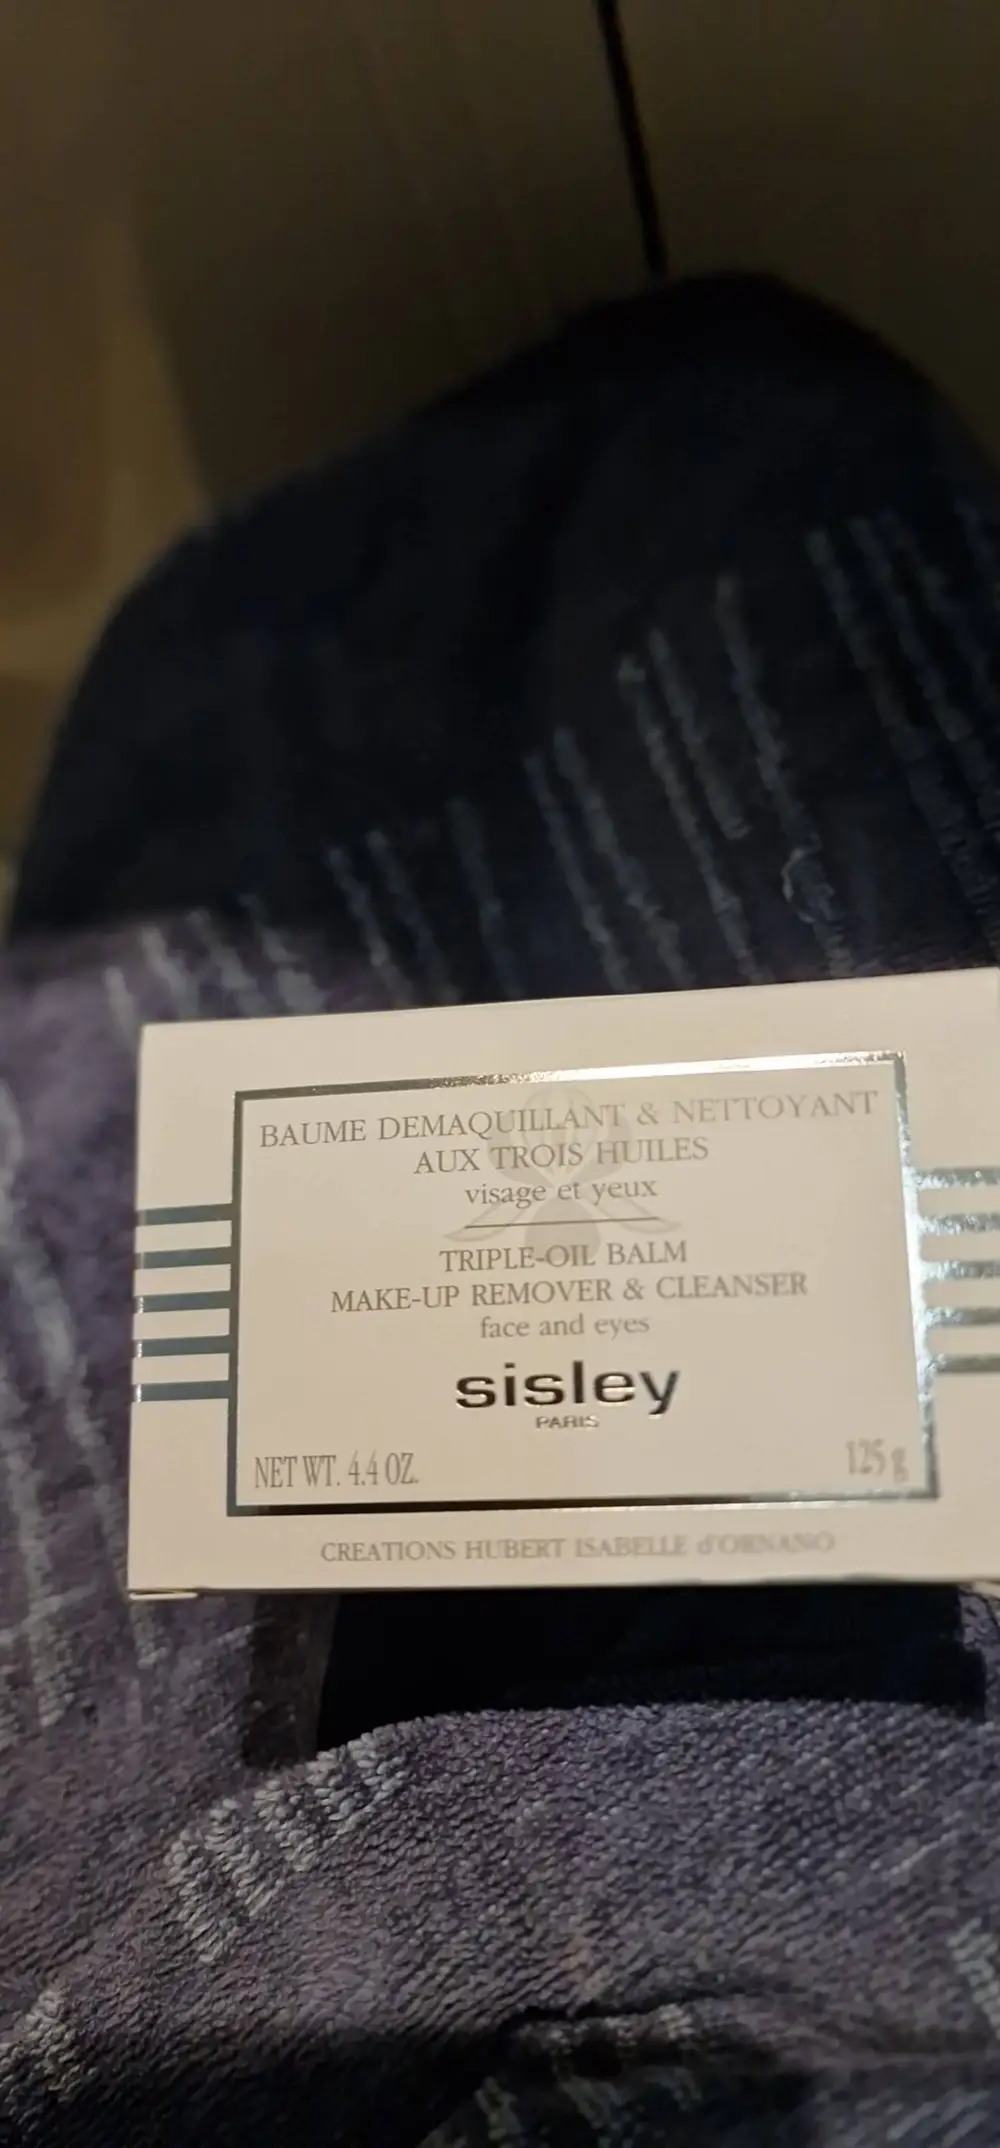 BAUME DEMAQUILLANT & NETTOYANT
AUX TROIS HUILES
visage et yeux
TRIPLE-OIL BALM
MAKE-UP REMOVER & CLEANSER
face and eyes
sisley
PARIS
NET WT. 4.4 OZ. 125 g
CREATIONS HUBERT ISABELLE d'ORNANO